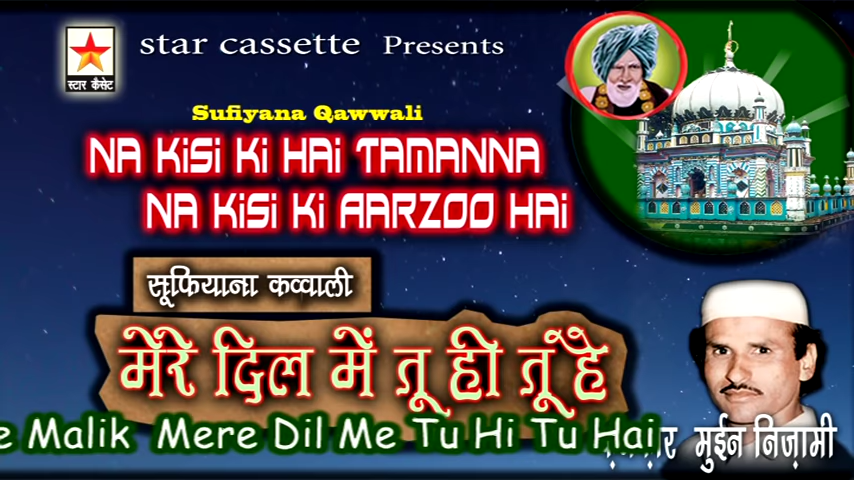 star cassette Presents
स्टार कैसेट
Sufiyana Qawwali
NA KISI KI HAI TAMANNA
NA KISI KI AARZOO HAI
सूफियाना कव्वाली
मेरे दिल में तू ही तू है
e Malik Mere Dil Me Tu Hi Tu Hai
मुईन निज़ामी